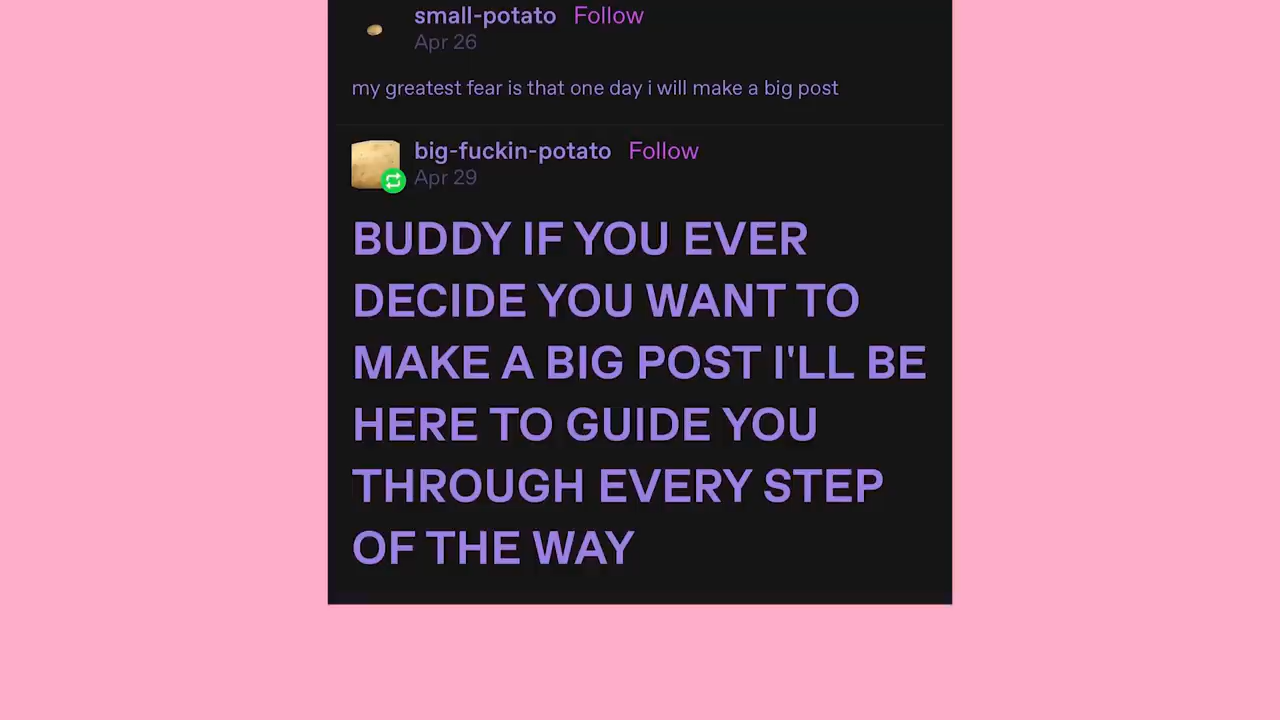 small-potato Follow
Apr 26
my greatest fear is that one day i will make a big post
big-fuckin-potato Follow
Apr 29
BUDDY IF YOU EVER
DECIDE YOU WANT TO
MAKE A BIG POST I'LL BE
HERE TO GUIDE YOU
THROUGH EVERY STEP
OF THE WAY